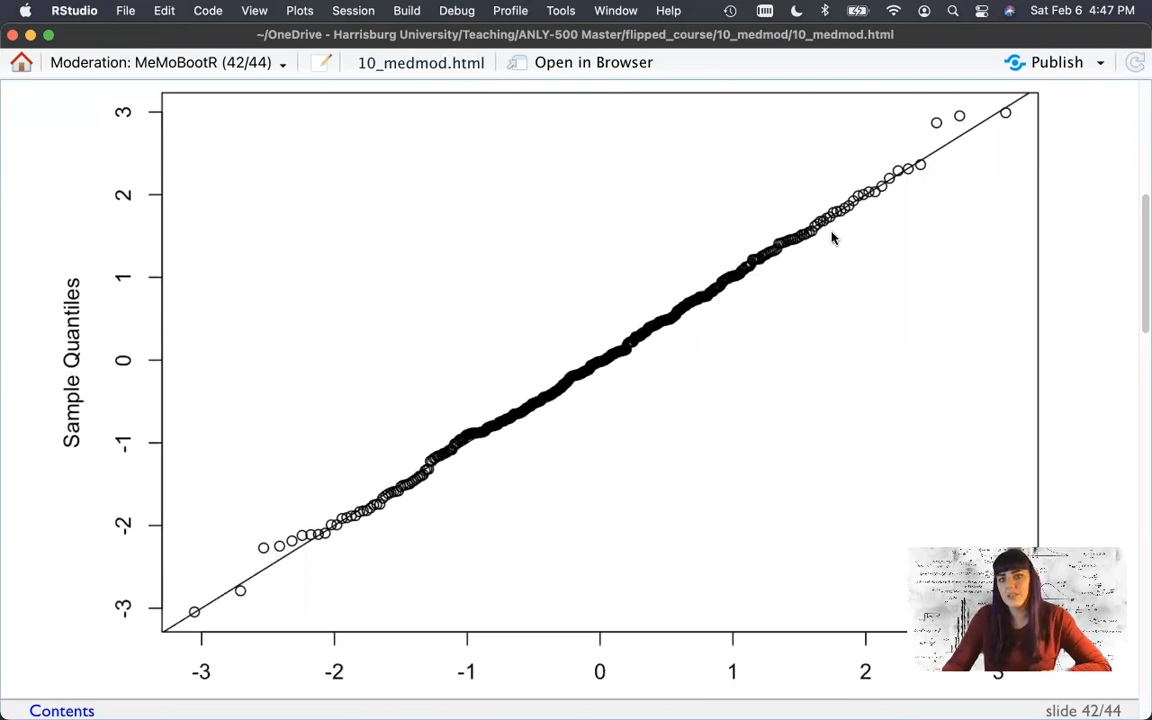 RStudio File Edit Code View Plots Session Build Debug Profile Tools Window Help Sat Feb 6 4:47 PM
~/OneDrive - Harrisburg University/Teaching/ANLY-500 Master/flipped_course/10_medmod/10_medmod.html
Moderation: MeMoBootR (42/44) 10_medmod.html Open in Browser Publish
3
2
1
0
-1
-2
-3
Sample Quantiles
-3 -2 -1 0 1 2 3
Contents slide 42/44